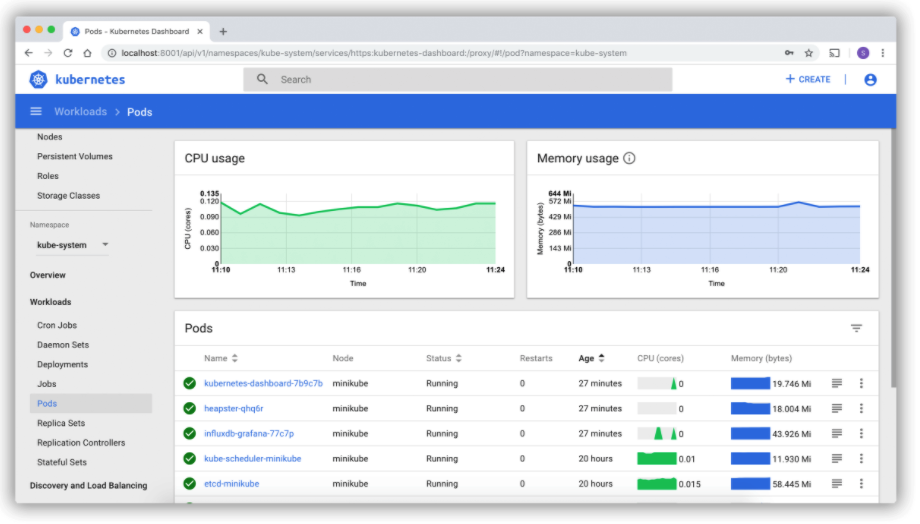 Pods - Kubernetes Dashboard
localhost:8001/api/v1/namespaces/kube-system/services/https:kubernetes-dashboard:/proxy/#!/pod?namespace=kube-system
S
kubernetes
Search
+ CREATE
Workloads > Pods
Nodes
Persistent Volumes
Roles
Storage Classes
Namespace
kube-system
Overview
Workloads
Cron Jobs
Daemon Sets
Deployments
Jobs
Pods
Replica Sets
Replication Controllers
Stateful Sets
Discovery and Load Balancing
CPU usage
CPU (cores)
0.135
0.120
0.090
0.060
0.030
0
11:10 11:13 11:16 11:20 11:24
Time
Memory usage
Memory (bytes)
644 Mi
572 Mi
429 Mi
286 Mi
143 Mi
0
11:10 11:13 11:16 11:20 11:24
Time
Pods
Name Node Status Restarts Age CPU (cores) Memory (bytes)
kubernetes-dashboard-7b9c7b minikube Running 0 27 minutes 0 19.746 Mi
heapster-qhq6r minikube Running 0 27 minutes 0 18.004 Mi
influxdb-grafana-77c7p minikube Running 0 27 minutes 0 43.926 Mi
kube-scheduler-minikube minikube Running 0 20 hours 0.01 11.930 Mi
etcd-minikube minikube Running 0 20 hours 0.015 58.445 Mi